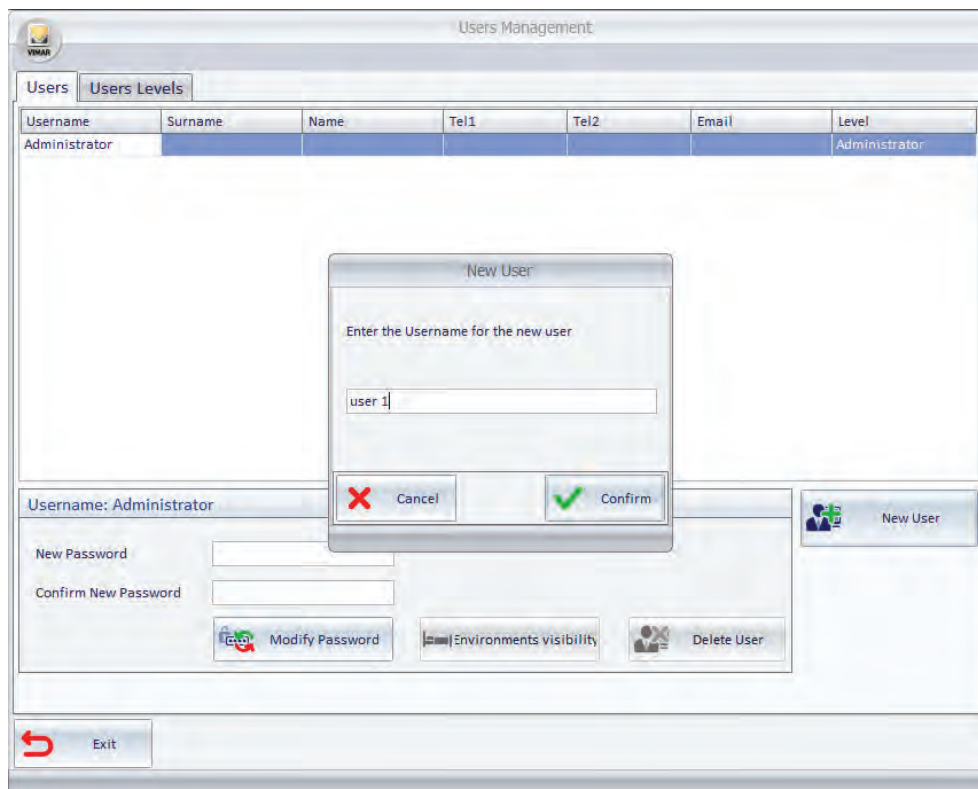 Users Management
VIMAR
Users Users Levels
Username Surname Name Tel1 Tel2 Email Level
Administrator Administrator
New User
Enter the Username for the new user
user 1
Cancel Confirm
Username: Administrator
New User
New Password
Confirm New Password
Modify Password Environments visibility Delete User
Exit